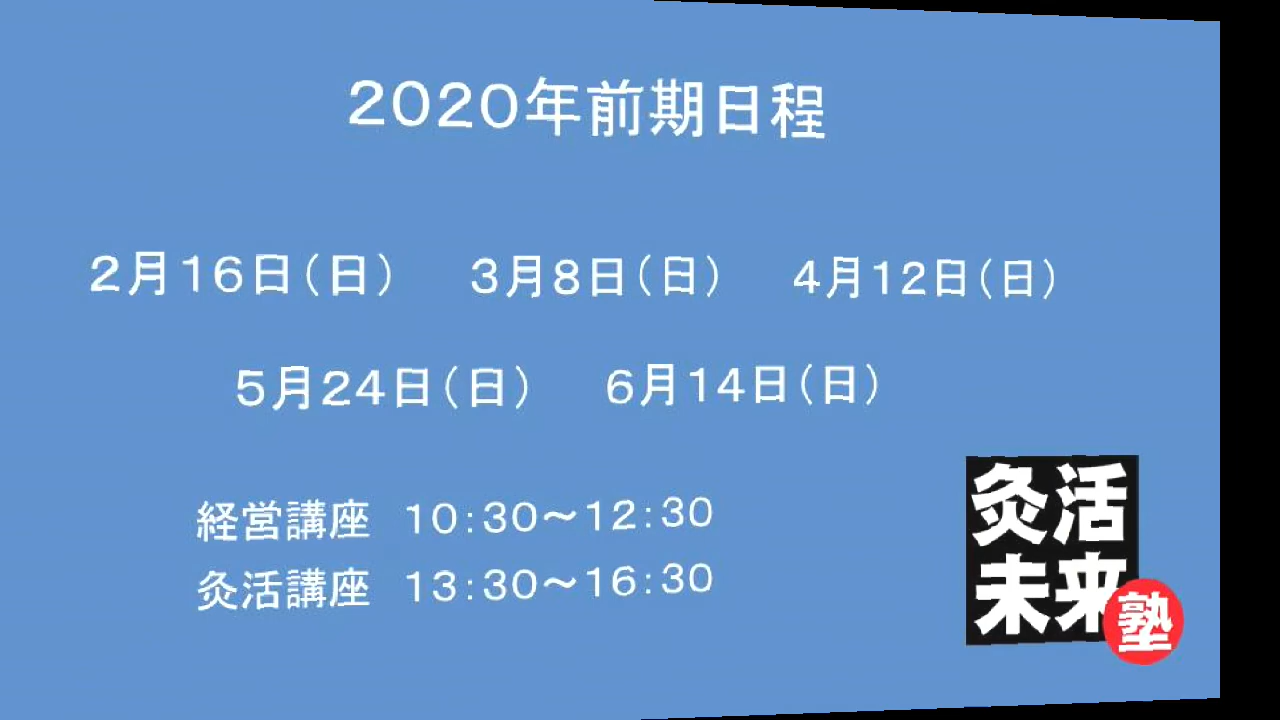 2020年前期日程
2月16日(日) 3月8日(日) 4月12日(日)
5月24日(日) 6月14日(日)
経営講座 10:30～12:30
灸活講座 13:30～16:30
灸活
未来
塾